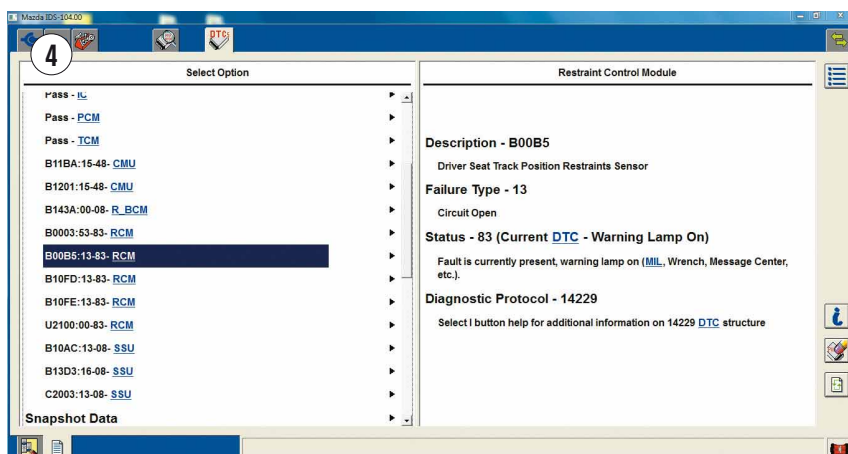 Mazda IDS-104.00
DTCs
4
Select Option
Pass - IC
Pass - PCM
Pass - TCM
B11BA:15-48- CMU
B1201:15-48- CMU
B143A:00-08- R_BCM
B0003:53-83- RCM
B00B5:13-83- RCM
B10FD:13-83- RCM
B10FE:13-83- RCM
U2100:00-83- RCM
B10AC:13-08- SSU
B13D3:16-08- SSU
C2003:13-08- SSU
Snapshot Data
Restraint Control Module
Description - B00B5
Driver Seat Track Position Restraints Sensor
Failure Type - 13
Circuit Open
Status - 83 (Current DTC - Warning Lamp On)
Fault is currently present, warning lamp on (MIL, Wrench, Message Center,
etc.).
Diagnostic Protocol - 14229
Select I button help for additional information on 14229 DTC structure
i